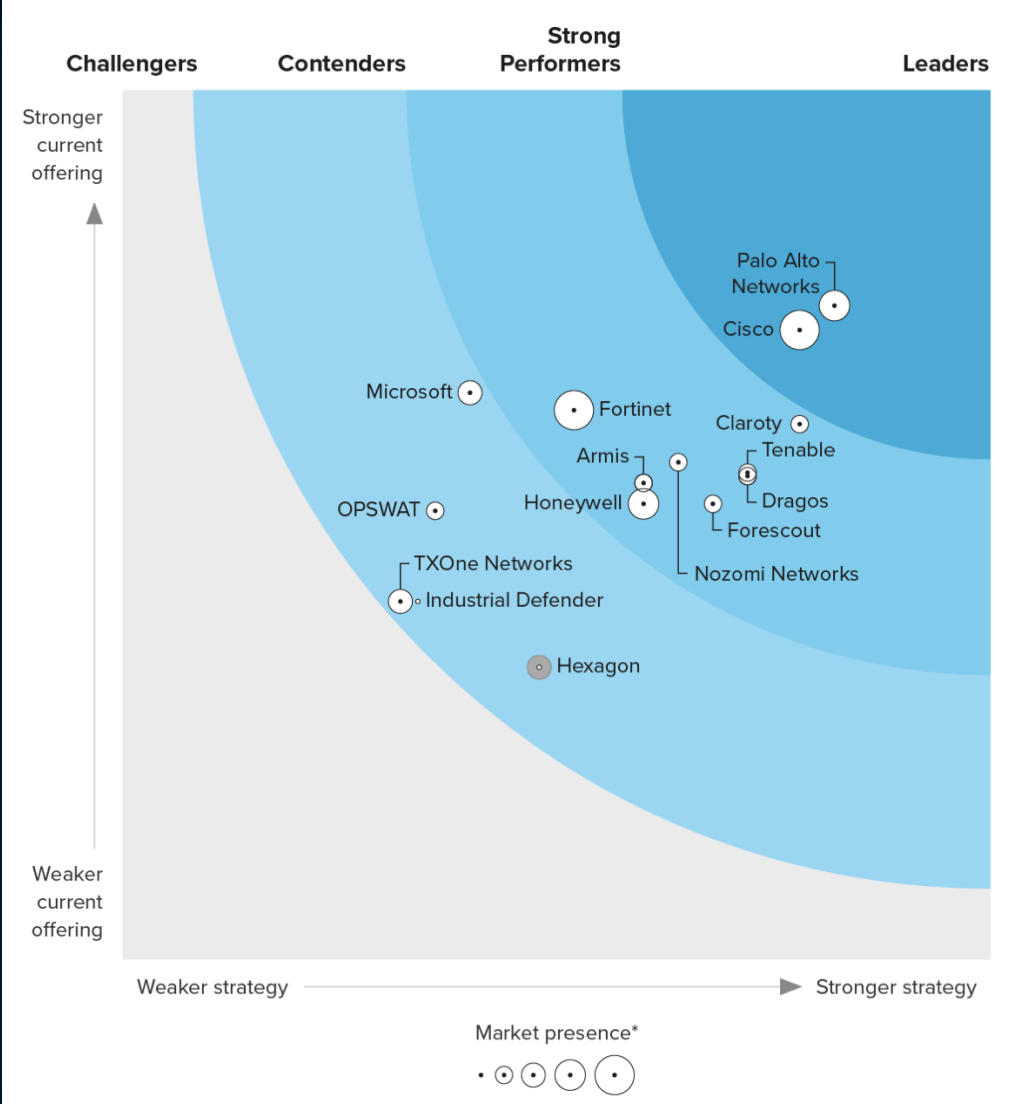 Challengers
Contenders
Strong
Performers
Leaders
Stronger
current
offering
Palo Alto
Networks
Cisco
Microsoft
Fortinet
Claroty
Tenable
Armis
Honeywell
Dragos
OPSWAT
Forescout
TXOne Networks
Nozomi Networks
Industrial Defender
Hexagon
Weaker
current
offering
Weaker strategy
Stronger strategy
Market presence*